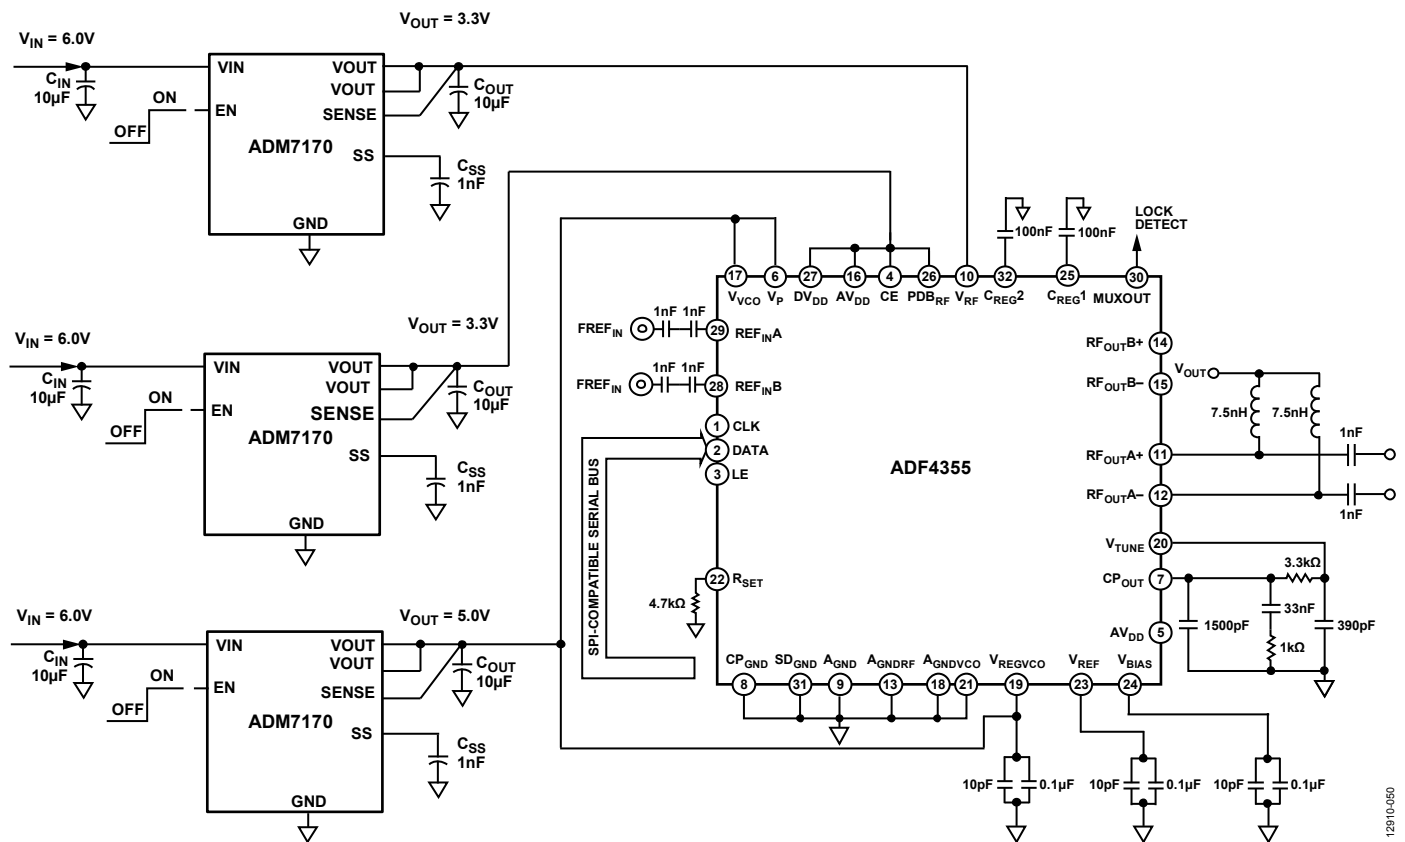 VOUT = 3.3V
VIN = 6.0V
CIN
10µF
ON
OFF
VIN
EN
VOUT
VOUT
SENSE
SS
ADM7170
GND
COUT
10µF
CSS
1nF
VOUT = 3.3V
VIN = 6.0V
CIN
10µF
ON
OFF
VIN
EN
VOUT
VOUT
SENSE
SS
ADM7170
GND
COUT
10µF
CSS
1nF
VOUT = 5.0V
VIN = 6.0V
CIN
10µF
ON
OFF
VIN
EN
VOUT
VOUT
SENSE
SS
ADM7170
GND
COUT
10µF
CSS
1nF
100nF
100nF
LOCK
DETECT
17 6 27 16 4 26 10 32 25 30
VVCO VP DVDD AVDD CE PDBRF VRF CREG2 CREG1 MUXOUT
FREFIN 1nF 1nF 29 REFINA
FREFIN 1nF 1nF 28 REFINB
1 CLK
2 DATA
3 LE
SPI-COMPATIBLE SERIAL BUS
22 RSET
4.7kΩ
ADF4355
RFOUTB+ 14
RFOUTB– 15
VOUT
7.5nH 7.5nH
RFOUTA+ 11
1nF
RFOUTA– 12
1nF
VTUNE 20
CPOUT 7
3.3kΩ
1500pF
33nF
1kΩ
390pF
AVDD 5
CPGND SDGND AGND AGNDRF AGNDVCO VREGVCO VREF VBIAS
8 31 9 13 18 21 19 23 24
10pF 0.1µF
10pF 0.1µF
10pF 0.1µF
12910-050